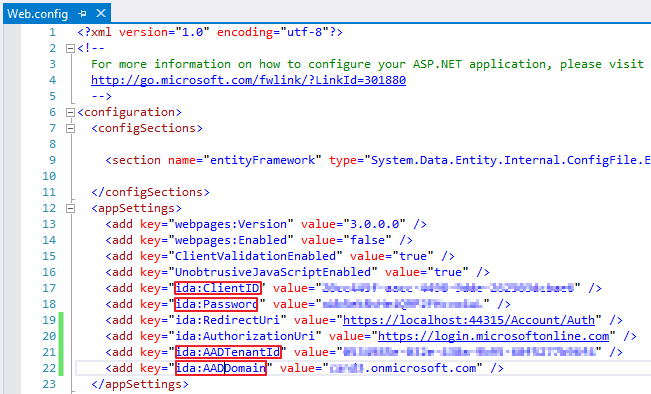 Web.config
1 <?xml version="1.0" encoding="utf-8"?>
2 <!--
3 For more information on how to configure your ASP.NET application, please visit
4 http://go.microsoft.com/fwlink/?LinkId=301880
5 -->
6 <configuration>
7 <configSections>
8
9 <section name="entityFramework" type="System.Data.Entity.Internal.ConfigFile.E
10
11 </configSections>
12 <appSettings>
13 <add key="webpages:Version" value="3.0.0.0" />
14 <add key="webpages:Enabled" value="false" />
15 <add key="ClientValidationEnabled" value="true" />
16 <add key="UnobtrusiveJavaScriptEnabled" value="true" />
17 <add key="ida:ClientID" value=" " />
18 <add key="ida:Password" value=" " />
19 <add key="ida:RedirectUri" value="https://localhost:44315/Account/Auth" />
20 <add key="ida:AuthorizationUri" value="https://login.microsoftonline.com" />
21 <add key="ida:AADTenantId" value=" " />
22 <add key="ida:AADDomain" value=" .onmicrosoft.com" />
23 </appSettings>